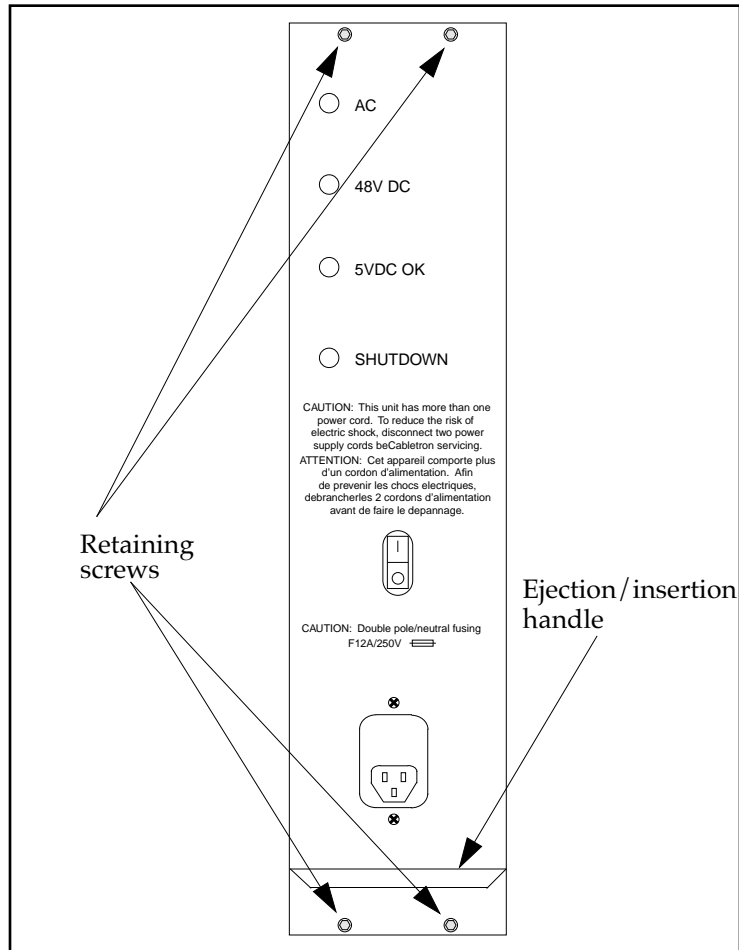 AC
48V DC
5VDC OK
SHUTDOWN
CAUTION: This unit has more than one
power cord. To reduce the risk of
electric shock, disconnect two power
supply cords beCabletron servicing.
ATTENTION: Cet appareil comporte plus
d'un cordon d'alimentation. Afin
de prevenir les chocs electriques,
debrancherles 2 cordons d'alimentation
avant de faire le depannage.
Retaining
screws
|
Ejection/insertion
handle
CAUTION: Double pole/neutral fusing
F12A/250V